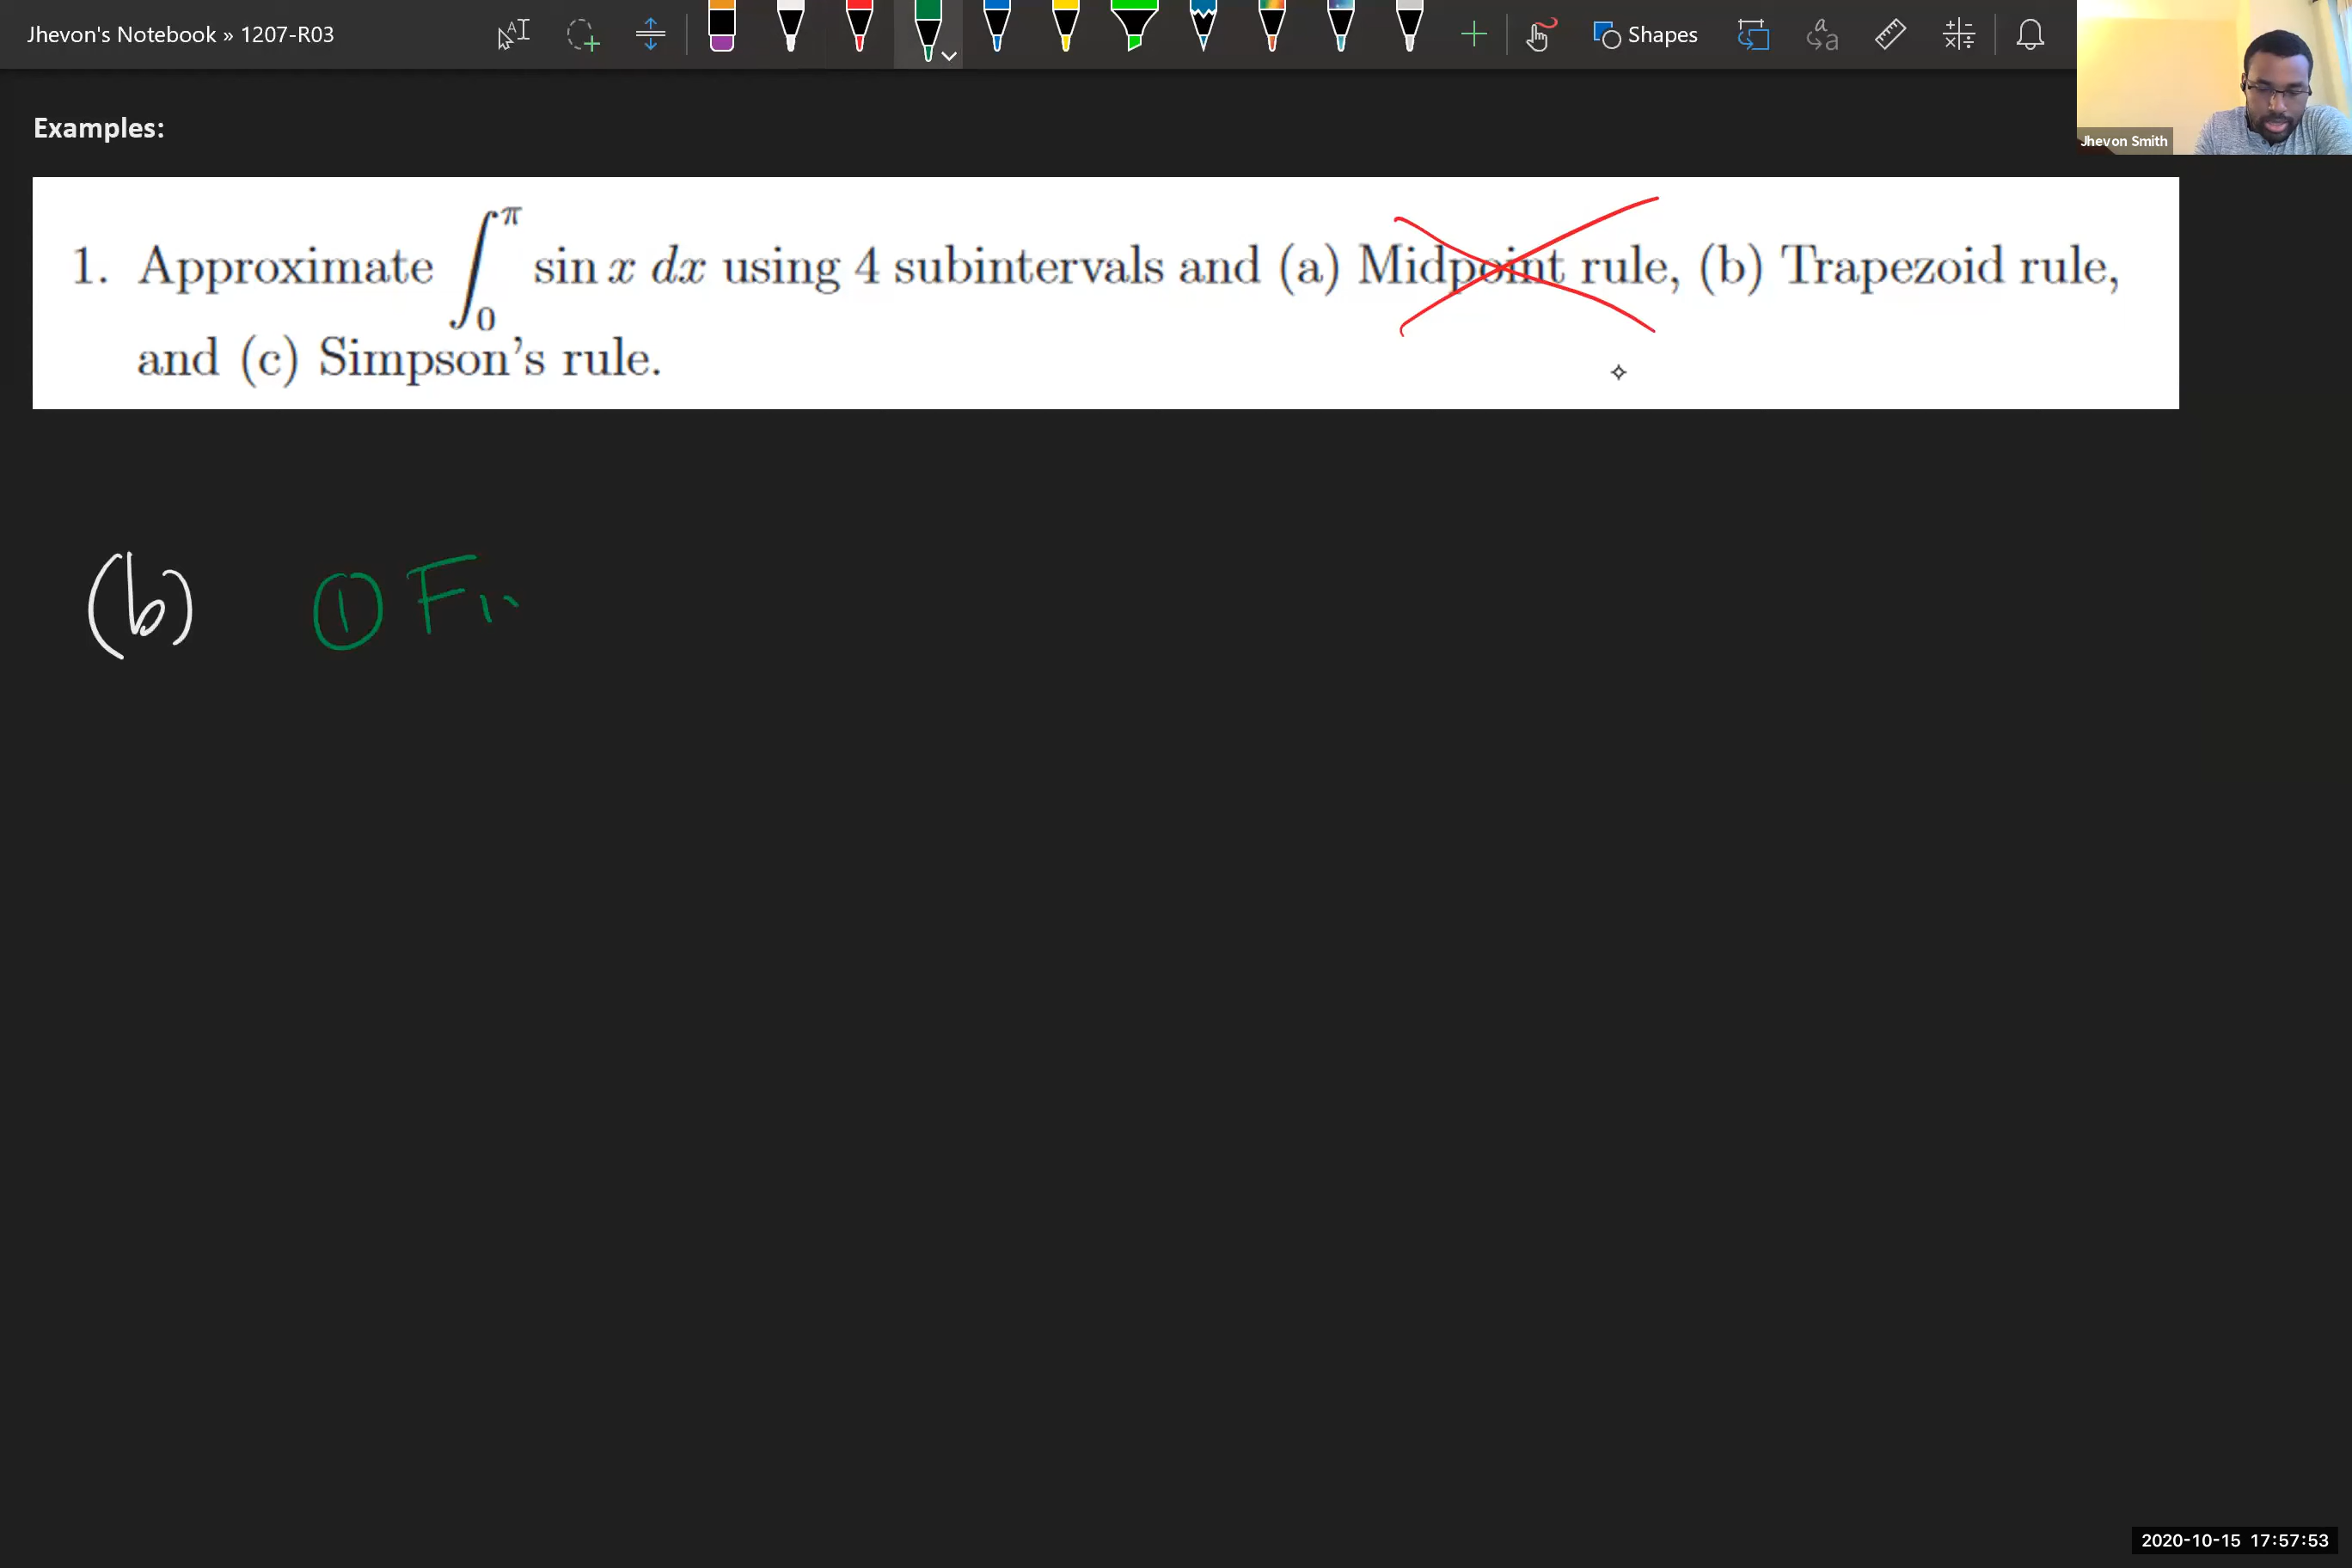 Jhevon's Notebook » 1207-R03
Shapes
Jhevon Smith
Examples:
1. Approximate ∫₀^π sin x dx using 4 subintervals and (a) Midpoint rule, (b) Trapezoid rule,
and (c) Simpson's rule.
(b) ①
2020-10-15 17:57:53